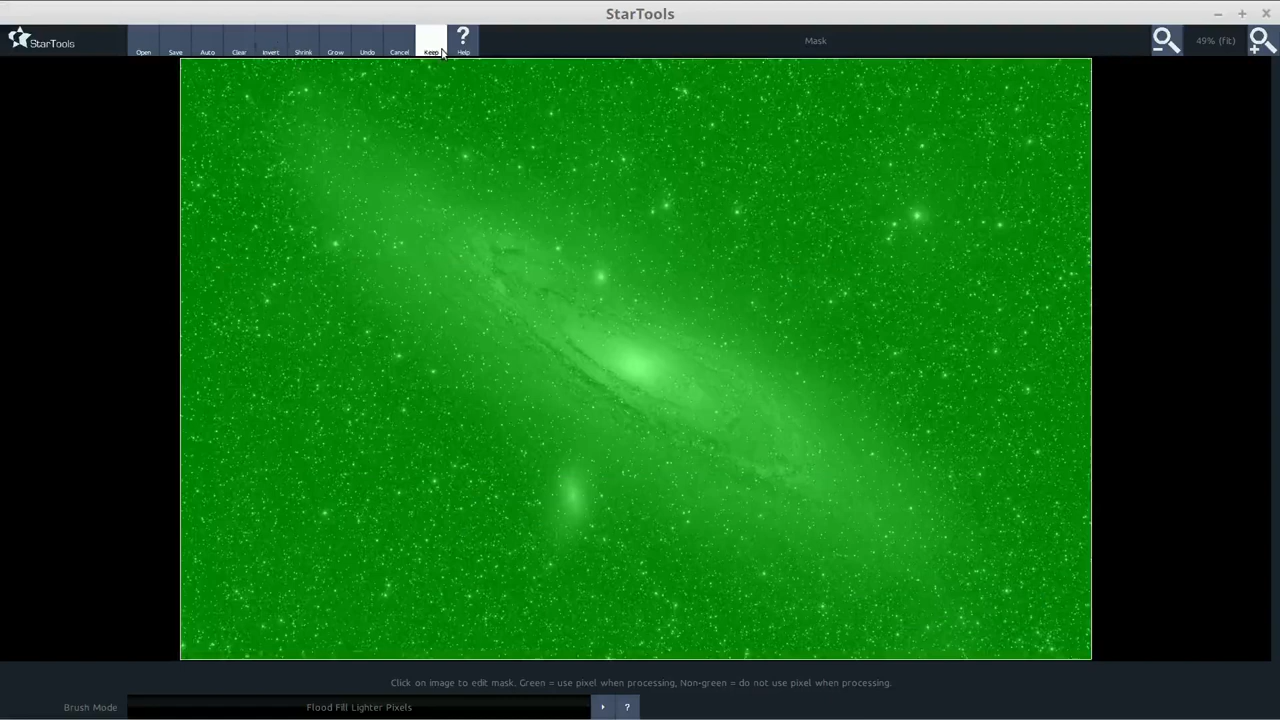 StarTools
StarTools
Open
Save
Auto
Clear
Invert
Shrink
Grow
Undo
Cancel
Keep
?
Help
Mask
49% (fit)
Click on image to edit mask. Green = use pixel when processing, Non-green = do not use pixel when processing.
Brush Mode
Flood Fill Lighter Pixels
?